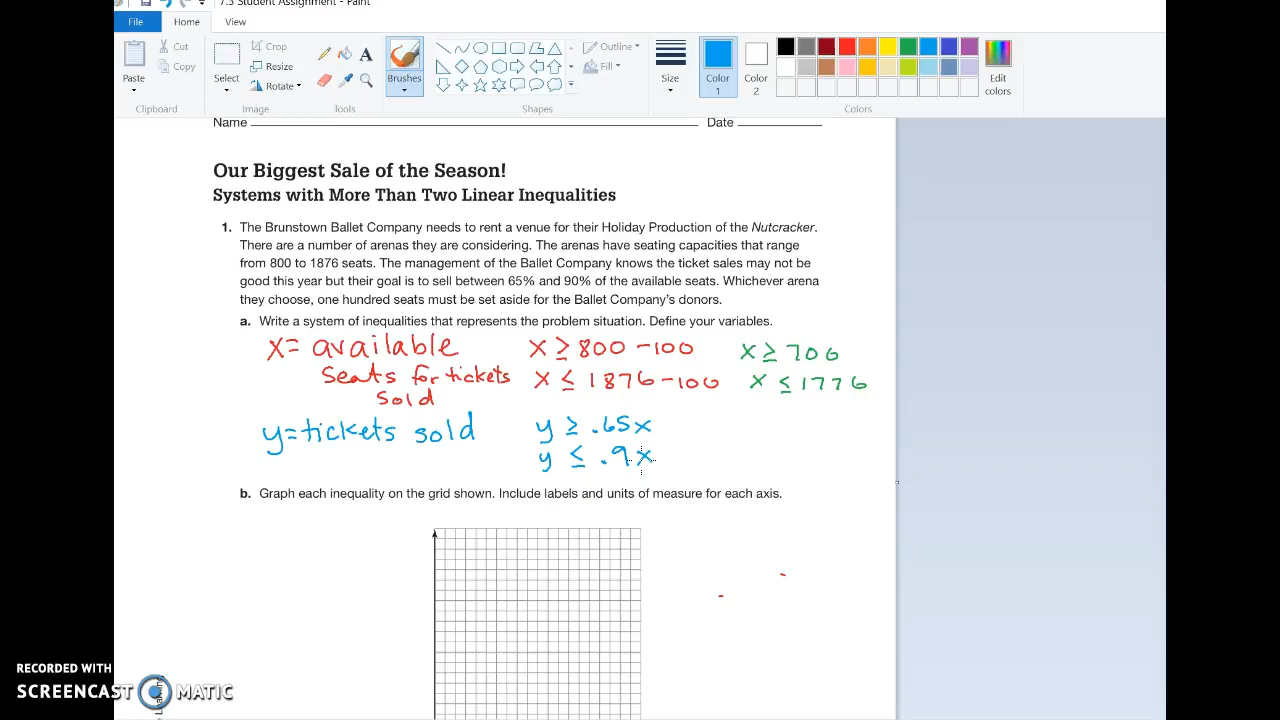 7.5 Student Assignment - Paint
File Home View
Paste Cut Copy Select Crop Resize Rotate Brushes Outline Fill Size Color 1 Color 2 Edit colors
Clipboard Image Tools Shapes Colors
Name Date
Our Biggest Sale of the Season!
Systems with More Than Two Linear Inequalities
1. The Brunstown Ballet Company needs to rent a venue for their Holiday Production of the Nutcracker.
There are a number of arenas they are considering. The arenas have seating capacities that range
from 800 to 1876 seats. The management of the Ballet Company knows the ticket sales may not be
good this year but their goal is to sell between 65% and 90% of the available seats. Whichever arena
they choose, one hundred seats must be set aside for the Ballet Company's donors.
a. Write a system of inequalities that represents the problem situation. Define your variables.
x= available x ≥ 800 -100 x ≥ 700
seats for tickets x ≤ 1876-100 x ≤ 1776
sold
y=tickets sold y ≥ .65x
y ≤ .9x
b. Graph each inequality on the grid shown. Include labels and units of measure for each axis.
RECORDED WITH
SCREENCAST MATIC